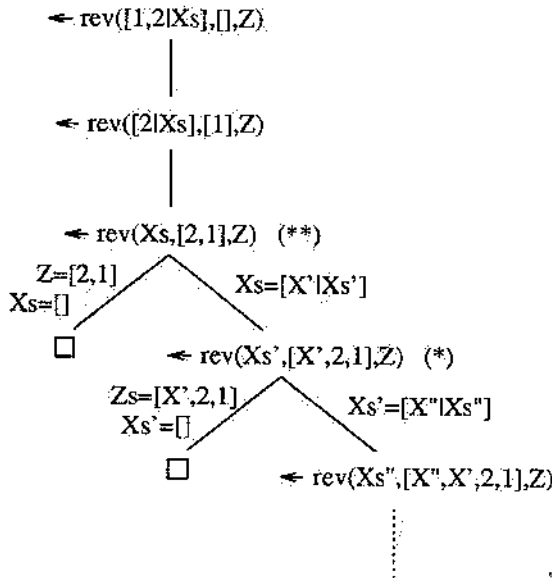 ← rev([1,2|Xs],[],Z)
← rev([2|Xs],[1],Z)
← rev(Xs,[2,1],Z) (**)
Z=[2,1]
Xs=[]
Xs=[X'|Xs']
← rev(Xs',[X',2,1],Z) (*)
Zs=[X',2,1]
Xs'=[]
Xs'=[X"|Xs"]
← rev(Xs",[X",X',2,1],Z)